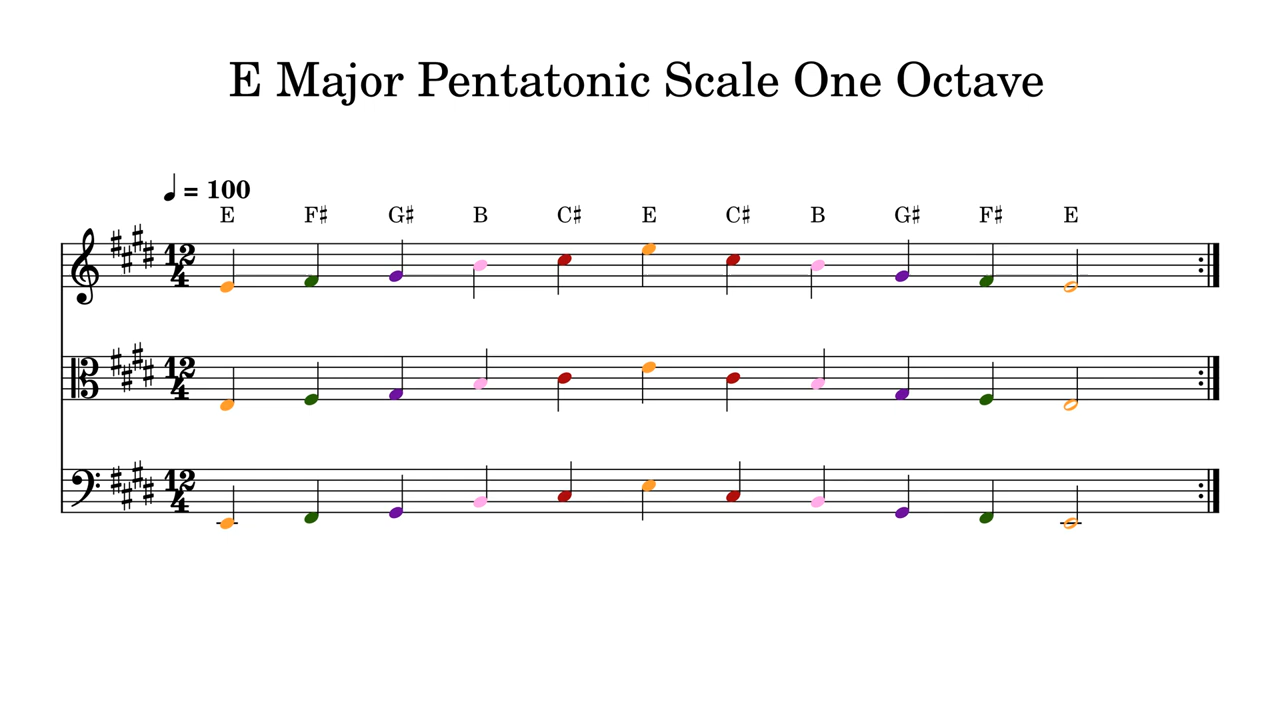 E Major Pentatonic Scale One Octave
♩ = 100
E F♯ G♯ B C♯ E C♯ B G♯ F♯ E
12
4
12
4
12
4